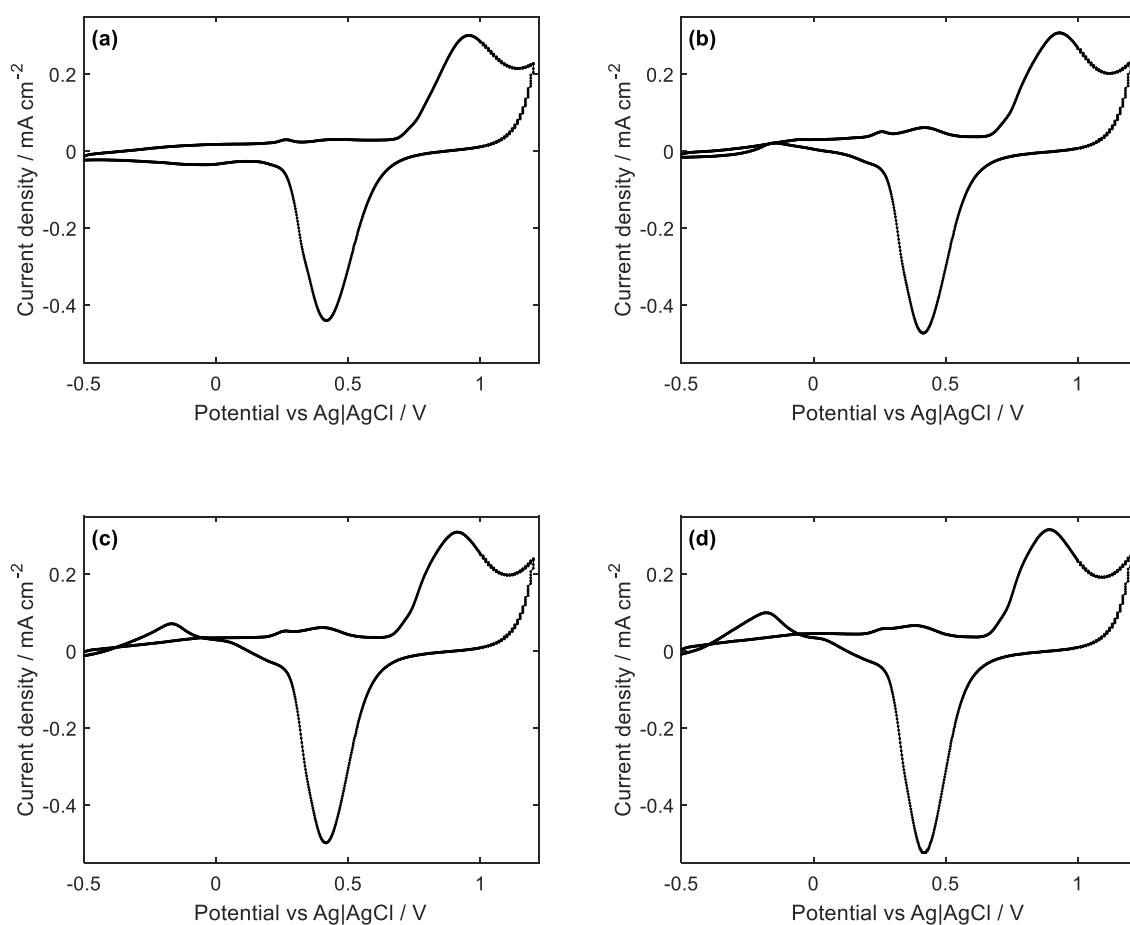 (a)
0.2
0
-0.2
-0.4
Current density / mA cm⁻²
-0.5 0 0.5 1
Potential vs Ag|AgCl / V
(b)
0.2
0
-0.2
-0.4
Current density / mA cm⁻²
-0.5 0 0.5 1
Potential vs Ag|AgCl / V
(c)
0.2
0
-0.2
-0.4
Current density / mA cm⁻²
-0.5 0 0.5 1
Potential vs Ag|AgCl / V
(d)
0.2
0
-0.2
-0.4
Current density / mA cm⁻²
-0.5 0 0.5 1
Potential vs Ag|AgCl / V